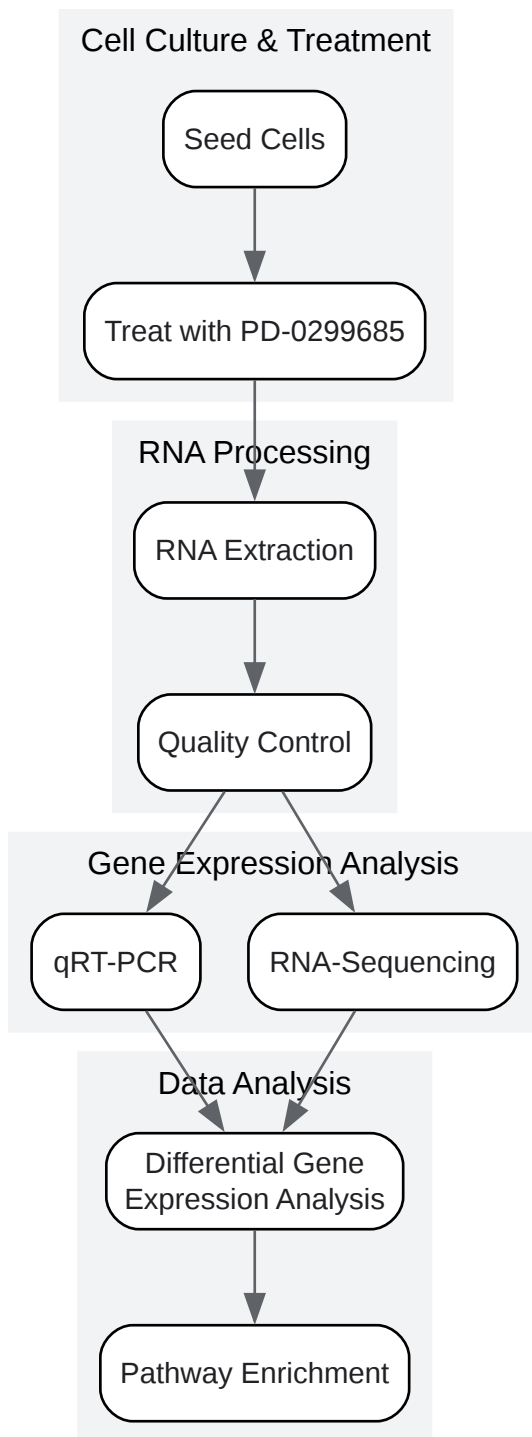 Cell Culture & Treatment
Seed Cells
Treat with PD-0299685
RNA Processing
RNA Extraction
Quality Control
Gene Expression Analysis
qRT-PCR
RNA-Sequencing
Data Analysis
Differential Gene
Expression Analysis
Pathway Enrichment